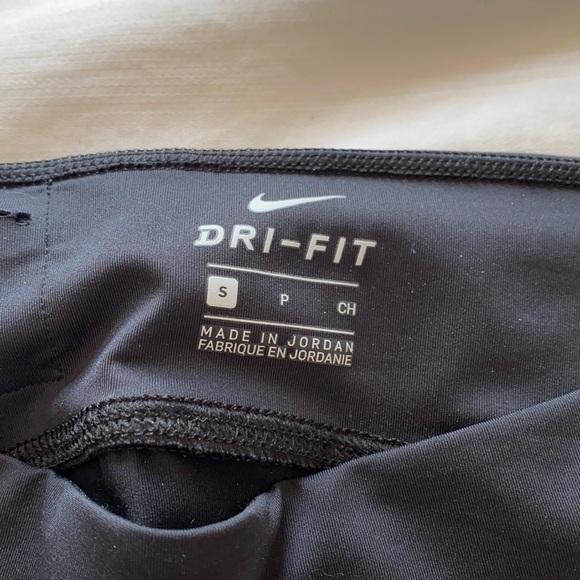 DRI-FIT
S P CH
MADE IN JORDAN
FABRIQUE EN JORDANIE